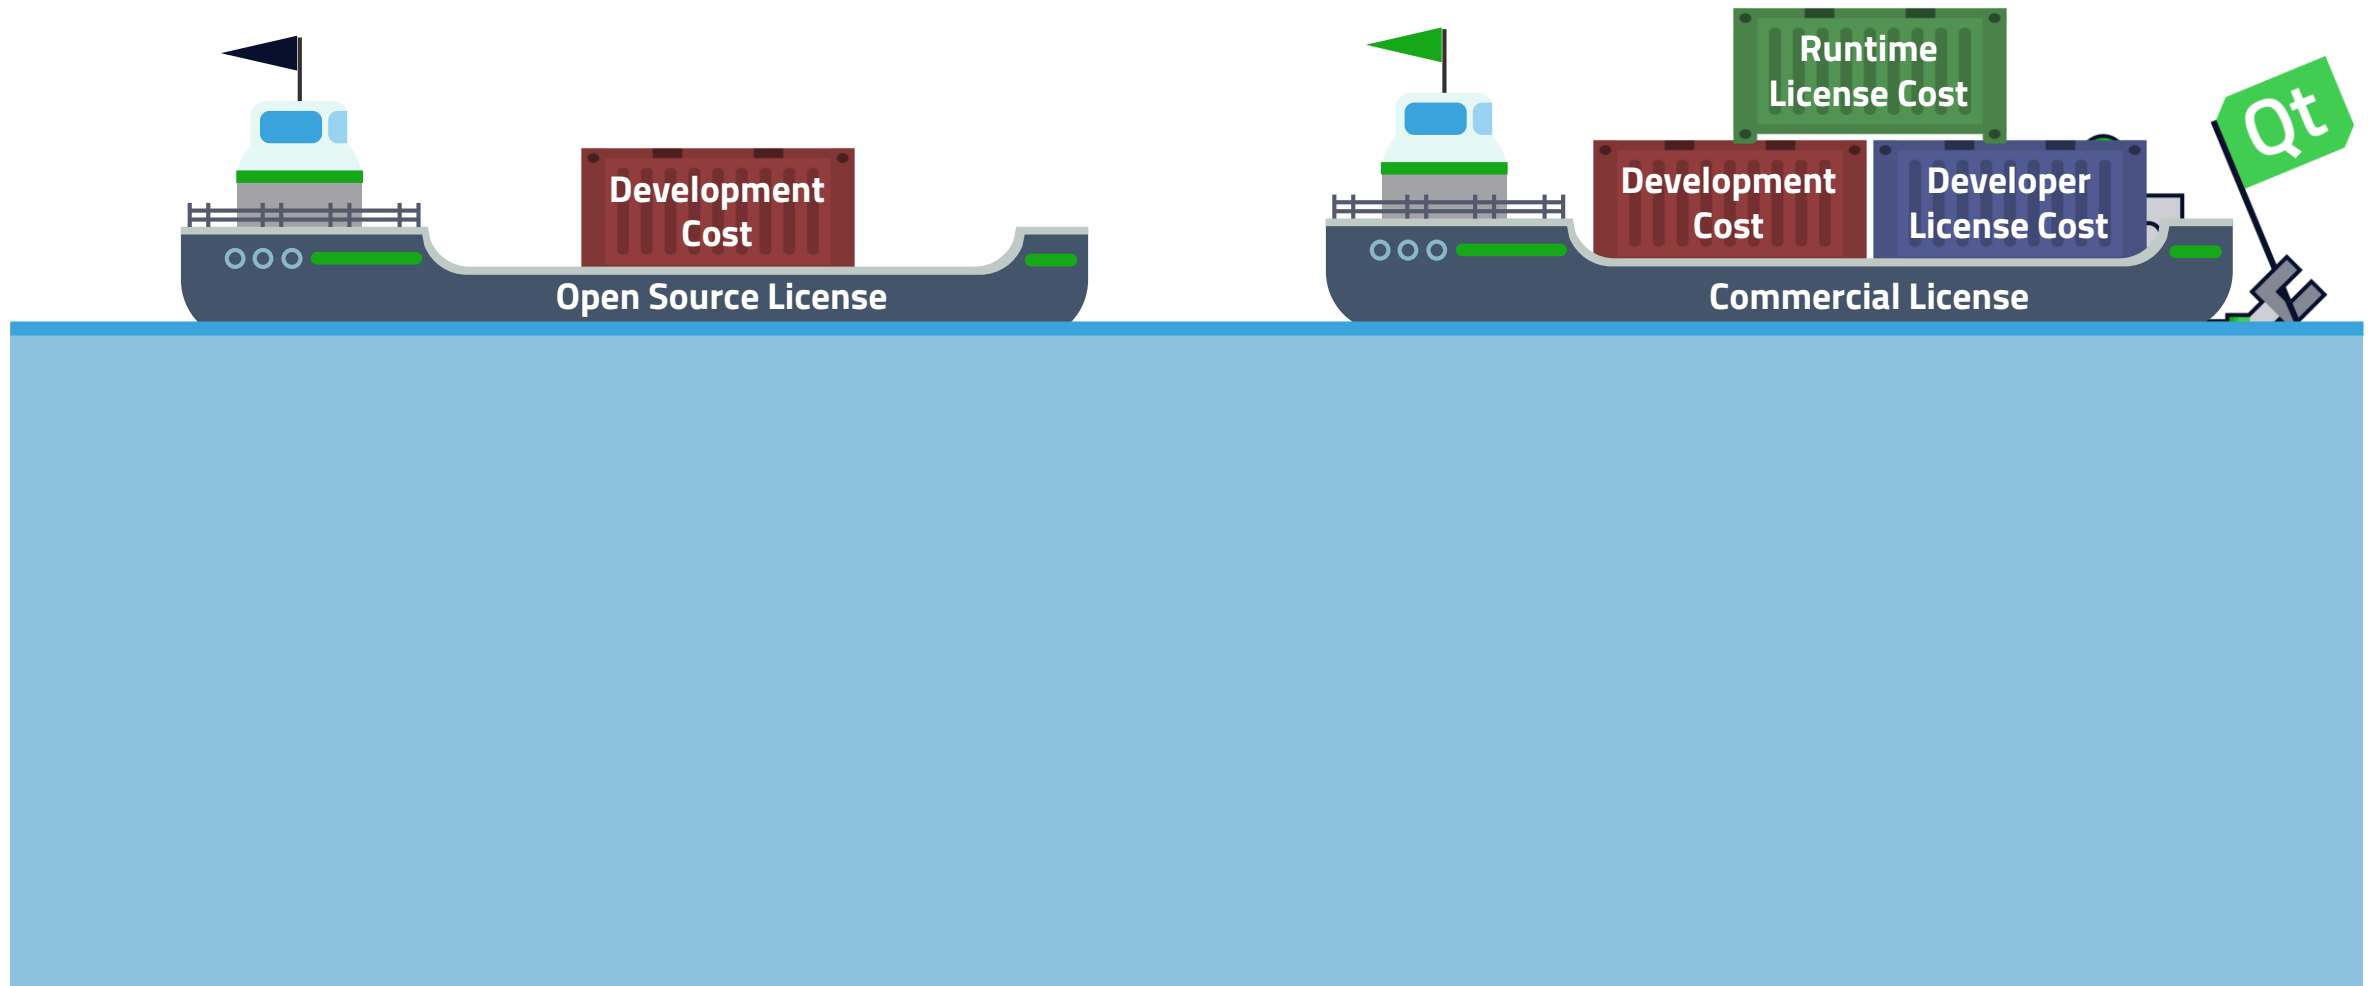 Development
Cost
Open Source License
Runtime
License Cost
Development
Cost
Developer
License Cost
Commercial License
Qt